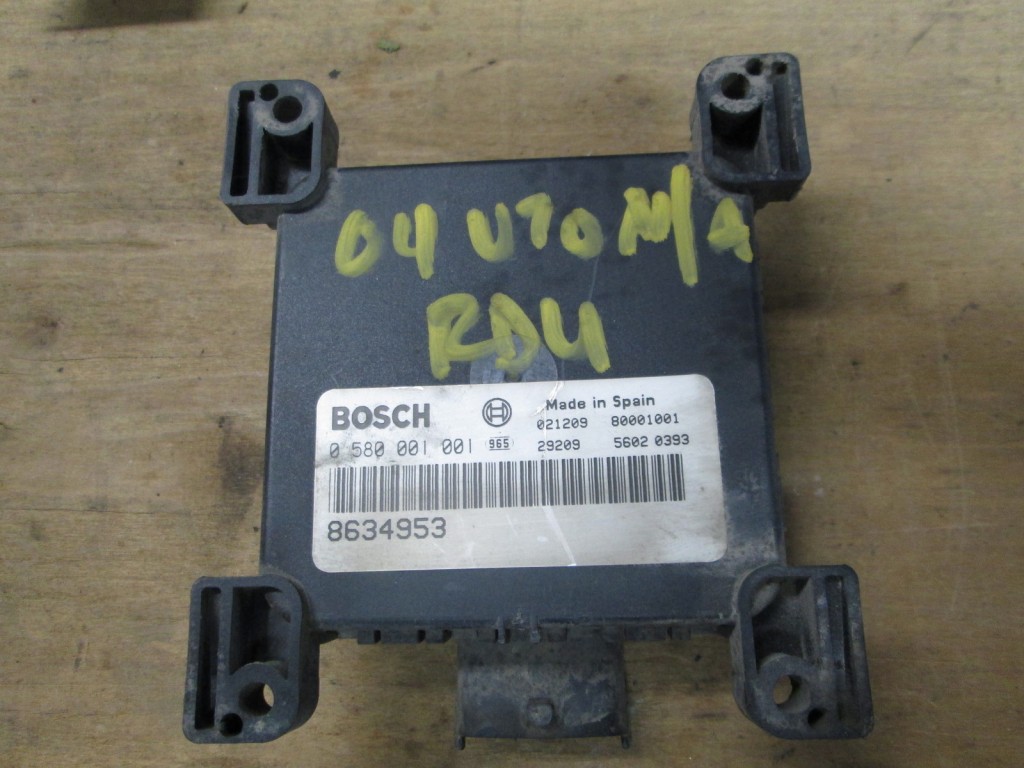 04 V70 M/A
RDU
BOSCH Made in Spain
021209 80001001
0 580 001 001 965 29209 5602 0393
8634953